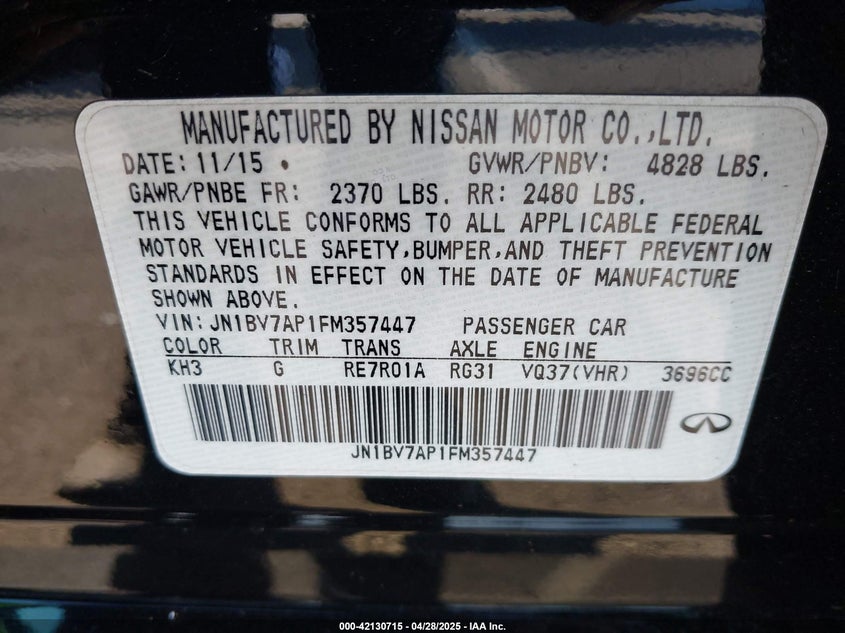 MANUFACTURED BY NISSAN MOTOR CO.,LTD.
DATE: 11/15 • GVWR/PNBV: 4828 LBS.
GAWR/PNBE FR: 2370 LBS. RR: 2480 LBS.
THIS VEHICLE CONFORMS TO ALL APPLICABLE FEDERAL
MOTOR VEHICLE SAFETY,BUMPER,AND THEFT PREVENTION
STANDARDS IN EFFECT ON THE DATE OF MANUFACTURE
SHOWN ABOVE.
VIN: JN1BV7AP1FM357447 PASSENGER CAR
COLOR TRIM TRANS AXLE ENGINE
KH3 G RE7R01A RG31 VQ37(VHR) 3696CC
JN1BV7AP1FM357447
000-42130715 | 04/28/2025 - IAA Inc.